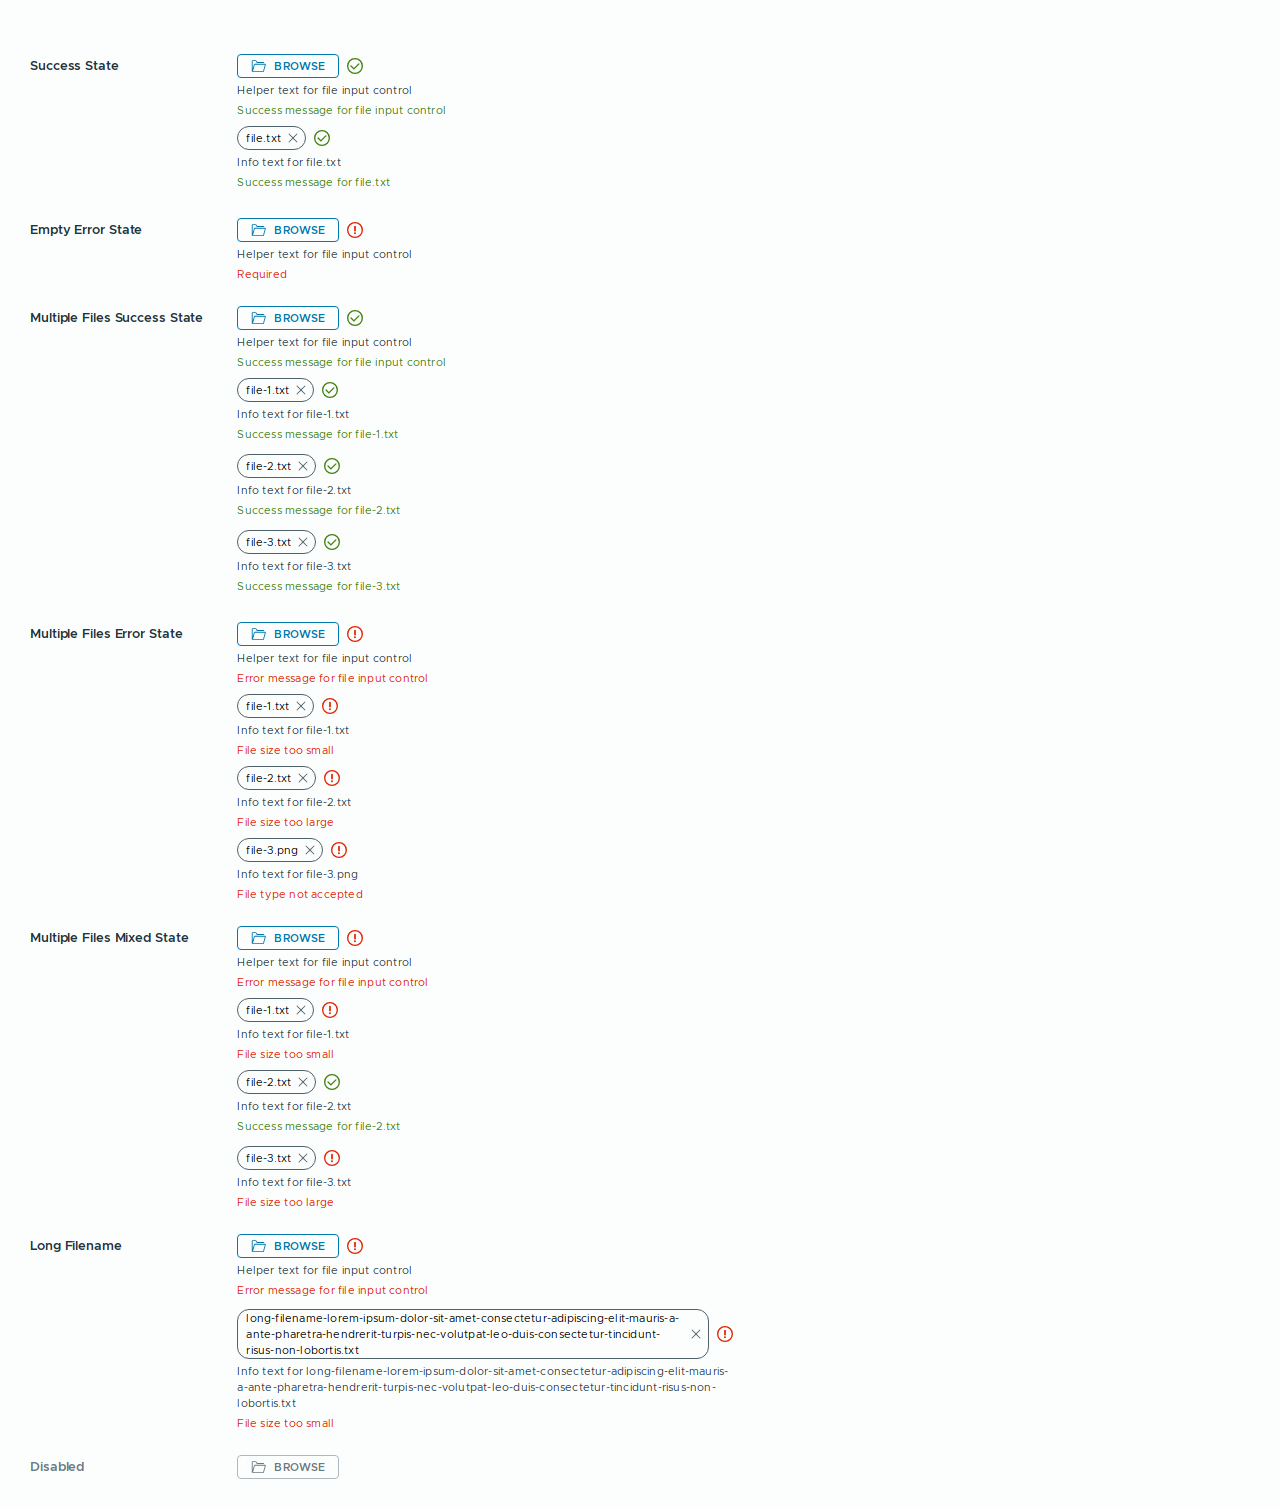 Success State
BROWSE
Helper text for file input control
Success message for file input control
file.txt
Info text for file.txt
Success message for file.txt
Empty Error State
BROWSE
Helper text for file input control
Required
Multiple Files Success State
BROWSE
Helper text for file input control
Success message for file input control
file-1.txt
Info text for file-1.txt
Success message for file-1.txt
file-2.txt
Info text for file-2.txt
Success message for file-2.txt
file-3.txt
Info text for file-3.txt
Success message for file-3.txt
Multiple Files Error State
BROWSE
Helper text for file input control
Error message for file input control
file-1.txt
Info text for file-1.txt
File size too small
file-2.txt
Info text for file-2.txt
File size too large
file-3.png
Info text for file-3.png
File type not accepted
Multiple Files Mixed State
BROWSE
Helper text for file input control
Error message for file input control
file-1.txt
Info text for file-1.txt
File size too small
file-2.txt
Info text for file-2.txt
Success message for file-2.txt
file-3.txt
Info text for file-3.txt
File size too large
Long Filename
BROWSE
Helper text for file input control
Error message for file input control
long-filename-lorem-ipsum-dolor-sit-amet-consectetur-adipiscing-elit-mauris-a-
ante-pharetra-hendrerit-turpis-nec-volutpat-leo-duis-consectetur-tincidunt-
risus-non-lobortis.txt
Info text for long-filename-lorem-ipsum-dolor-sit-amet-consectetur-adipiscing-elit-mauris-
a-ante-pharetra-hendrerit-turpis-nec-volutpat-leo-duis-consectetur-tincidunt-risus-non-
lobortis.txt
File size too small
Disabled
BROWSE